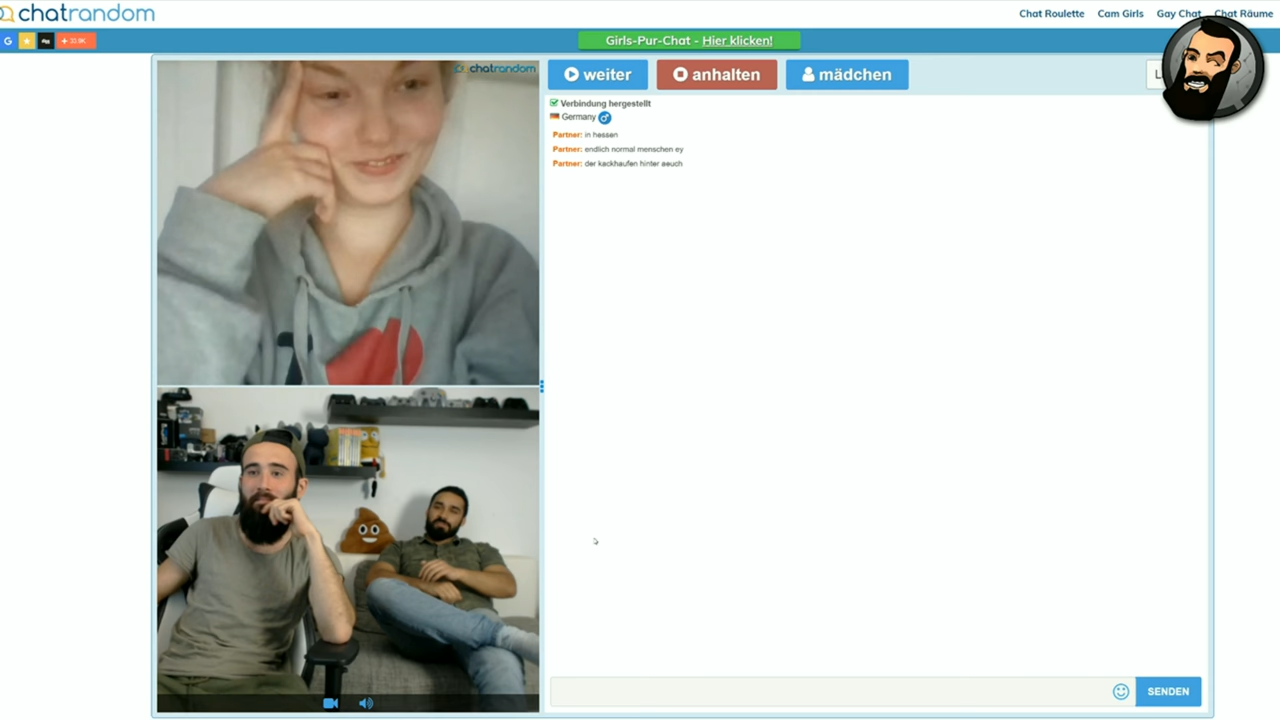 chatrandom
Chat Roulette
Cam Girls
Gay Chat
Chat Räume
Girls-Pur-Chat - Hier klicken!
chatrandom
weiter
anhalten
mädchen
Verbindung hergestellt
Germany
Partner: in hessen
Partner: endlich normal menschen ey
Partner: der kackhaufen hinter aeuch
SENDEN